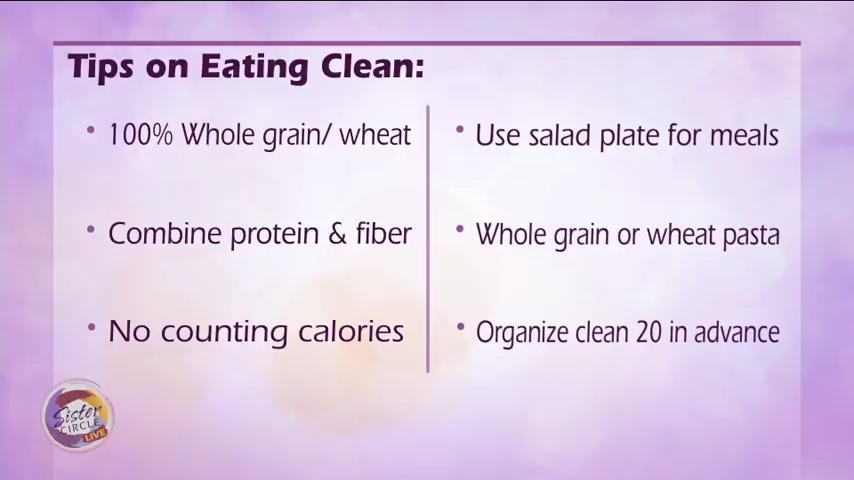 Tips on Eating Clean:
• 100% Whole grain/ wheat
• Combine protein & fiber
• No counting calories
• Use salad plate for meals
• Whole grain or wheat pasta
• Organize clean 20 in advance
Sister
CIRCLE
LIVE